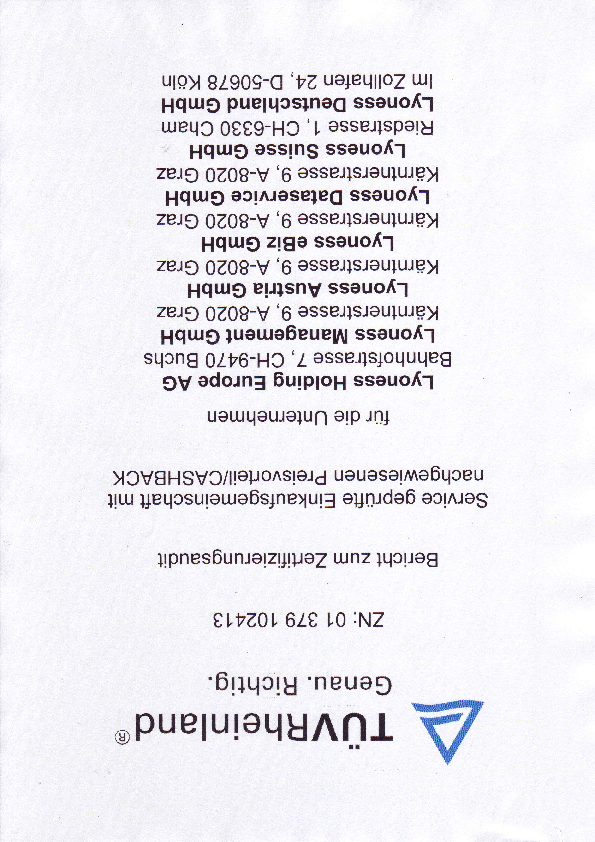 TÜVRheinland®
Genau. Richtig.
ZN: 01 379 102413
Bericht zum Zertifizierungsaudit
Service geprüfte Einkaufsgemeinschaft mit
nachgewiesenen Preisvorteil/CASHBACK
für die Unternehmen
Lyoness Holding Europe AG
Bahnhofstrasse 7, CH-9470 Buchs
Lyoness Management GmbH
Kärntnerstrasse 9, A-8020 Graz
Lyoness Austria GmbH
Kärntnerstrasse 9, A-8020 Graz
Lyoness eBiz GmbH
Kärntnerstrasse 9, A-8020 Graz
Lyoness Dataservice GmbH
Kärntnerstrasse 9, A-8020 Graz
Lyoness Suisse GmbH
Riedstrasse 1, CH-6330 Cham
Lyoness Deutschland GmbH
Im Zollhafen 24, D-50678 Köln